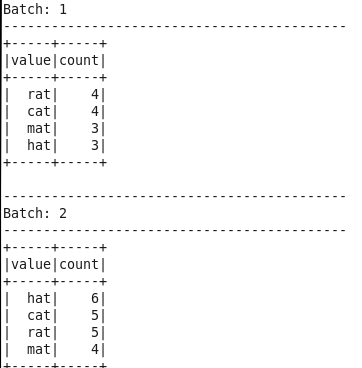 Batch: 1
-------------------------------------------
+-----+-----+
|value|count|
+-----+-----+
|  rat|    4|
|  cat|    4|
|  mat|    3|
|  hat|    3|
+-----+-----+

-------------------------------------------
Batch: 2
-------------------------------------------
+-----+-----+
|value|count|
+-----+-----+
|  hat|    6|
|  cat|    5|
|  rat|    5|
|  mat|    4|
+-----+-----+